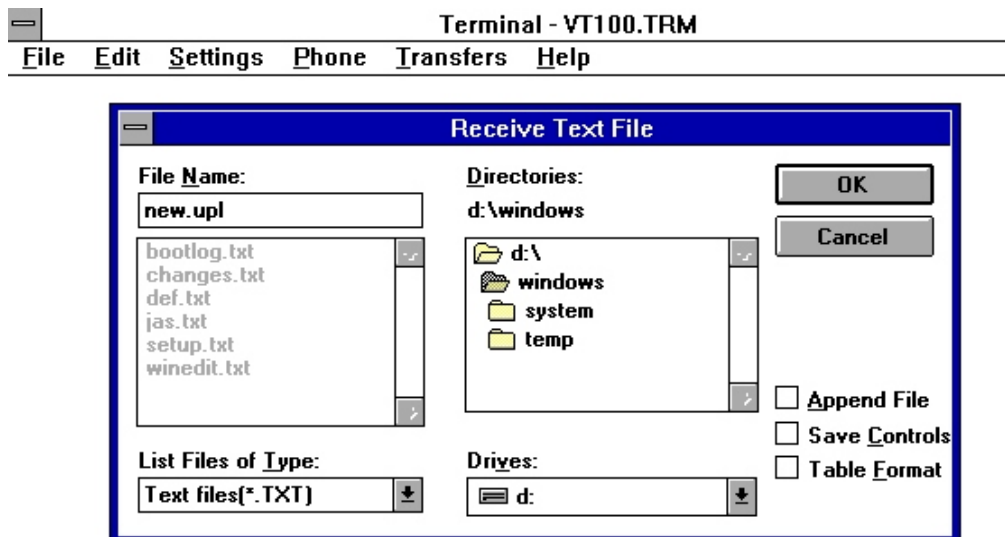 Terminal - VT100.TRM
File Edit Settings Phone Transfers Help
Receive Text File
File Name:
new.upl
bootlog.txt
changes.txt
def.txt
jas.txt
setup.txt
winedit.txt
List Files of Type:
Text files(*.TXT)
Directories:
d:\windows
d:\
windows
system
temp
Drives:
d:
OK
Cancel
Append File
Save Controls
Table Format